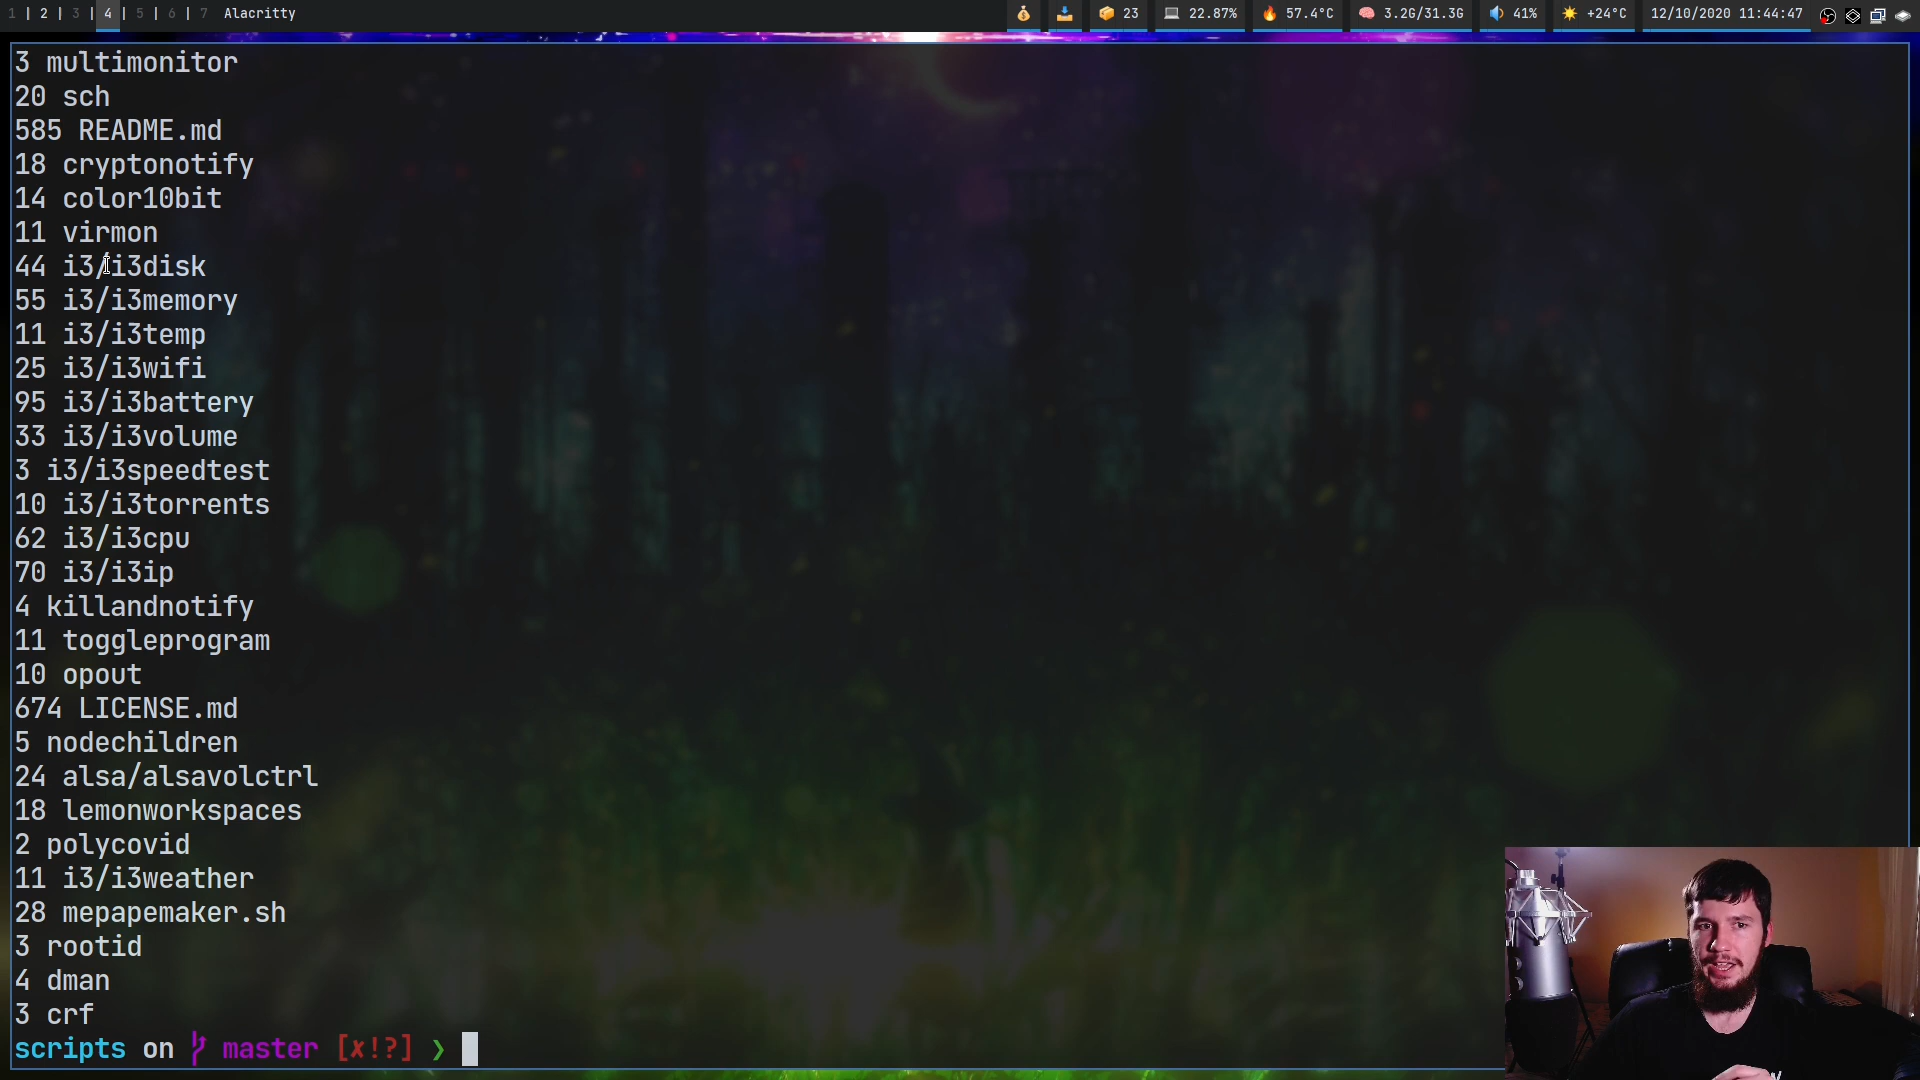 1 | 2 | 3 | 4 | 5 | 6 | 7 Alacritty 23 22.87% 57.4°C 3.2G/31.3G 41% +24°C 12/10/2020 11:44:47
3 multimonitor
20 sch
585 README.md
18 cryptonotify
14 color10bit
11 virmon
44 i3/i3disk
55 i3/i3memory
11 i3/i3temp
25 i3/i3wifi
95 i3/i3battery
33 i3/i3volume
3 i3/i3speedtest
10 i3/i3torrents
62 i3/i3cpu
70 i3/i3ip
4 killandnotify
11 toggleprogram
10 opout
674 LICENSE.md
5 nodechildren
24 alsa/alsavolctrl
18 lemonworkspaces
2 polycovid
11 i3/i3weather
28 mepapemaker.sh
3 rootid
4 dman
3 crf
scripts on master [✘!?] ❯